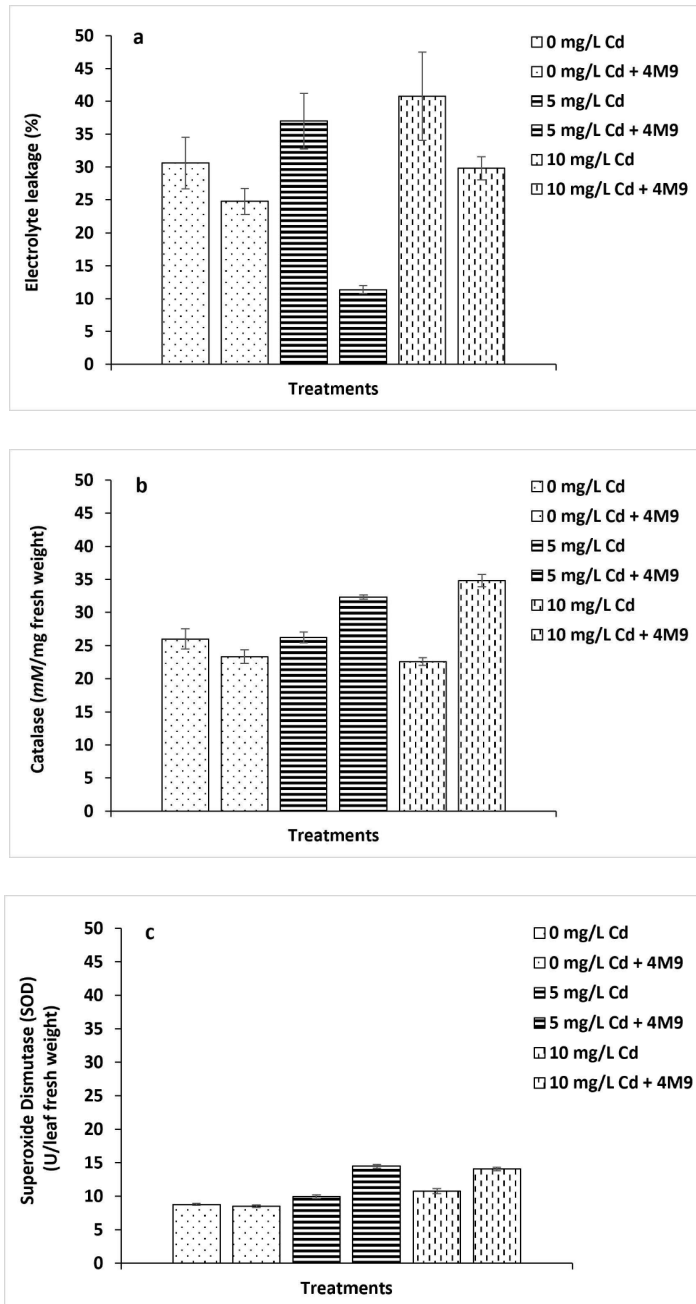 a
50
45
40
35
30
25
20
15
10
5
0
Electrolyte leakage (%)
Treatments
0 mg/L Cd
0 mg/L Cd + 4M9
5 mg/L Cd
5 mg/L Cd + 4M9
10 mg/L Cd
10 mg/L Cd + 4M9
b
50
45
40
35
30
25
20
15
10
5
0
Catalase (mM/mg fresh weight)
Treatments
0 mg/L Cd
0 mg/L Cd + 4M9
5 mg/L Cd
5 mg/L Cd + 4M9
10 mg/L Cd
10 mg/L Cd + 4M9
c
50
45
40
35
30
25
20
15
10
5
0
Superoxide Dismutase (SOD)
(U/leaf fresh weight)
Treatments
0 mg/L Cd
0 mg/L Cd + 4M9
5 mg/L Cd
5 mg/L Cd + 4M9
10 mg/L Cd
10 mg/L Cd + 4M9